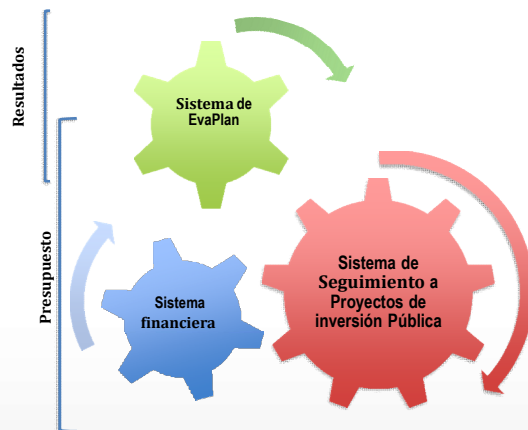 Resultados
Presupuesto
Sistema de
EvaPlan
Sistema
financiera
Sistema de
Seguimiento a
Proyectos de
inversión Pública